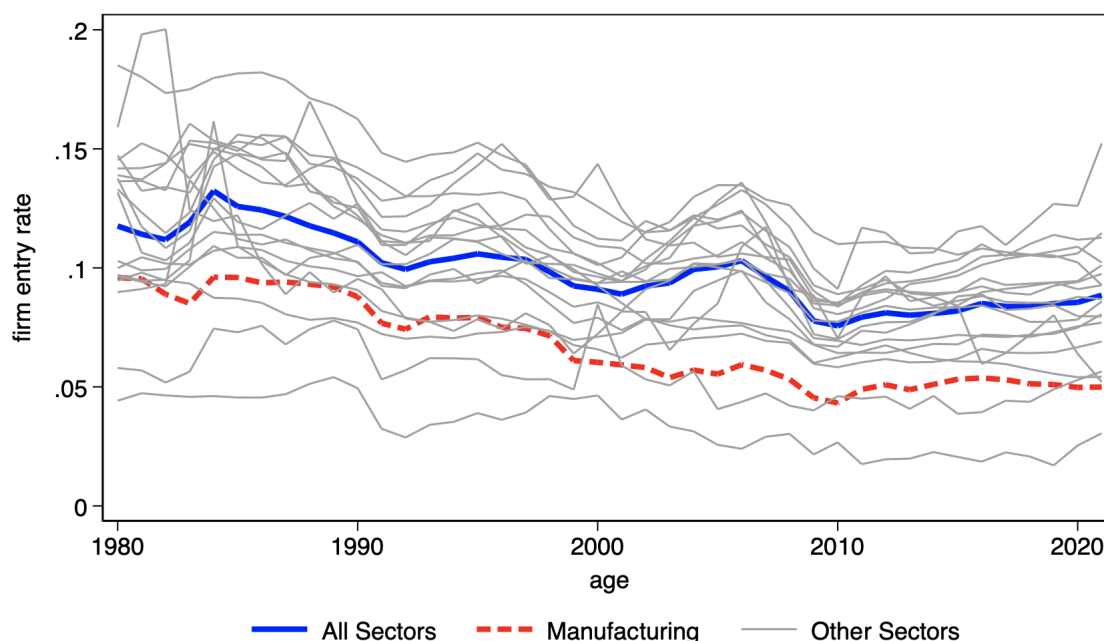 .2
.15
.1
.05
0
firm entry rate
1980 1990 2000 2010 2020
age
All Sectors Manufacturing Other Sectors